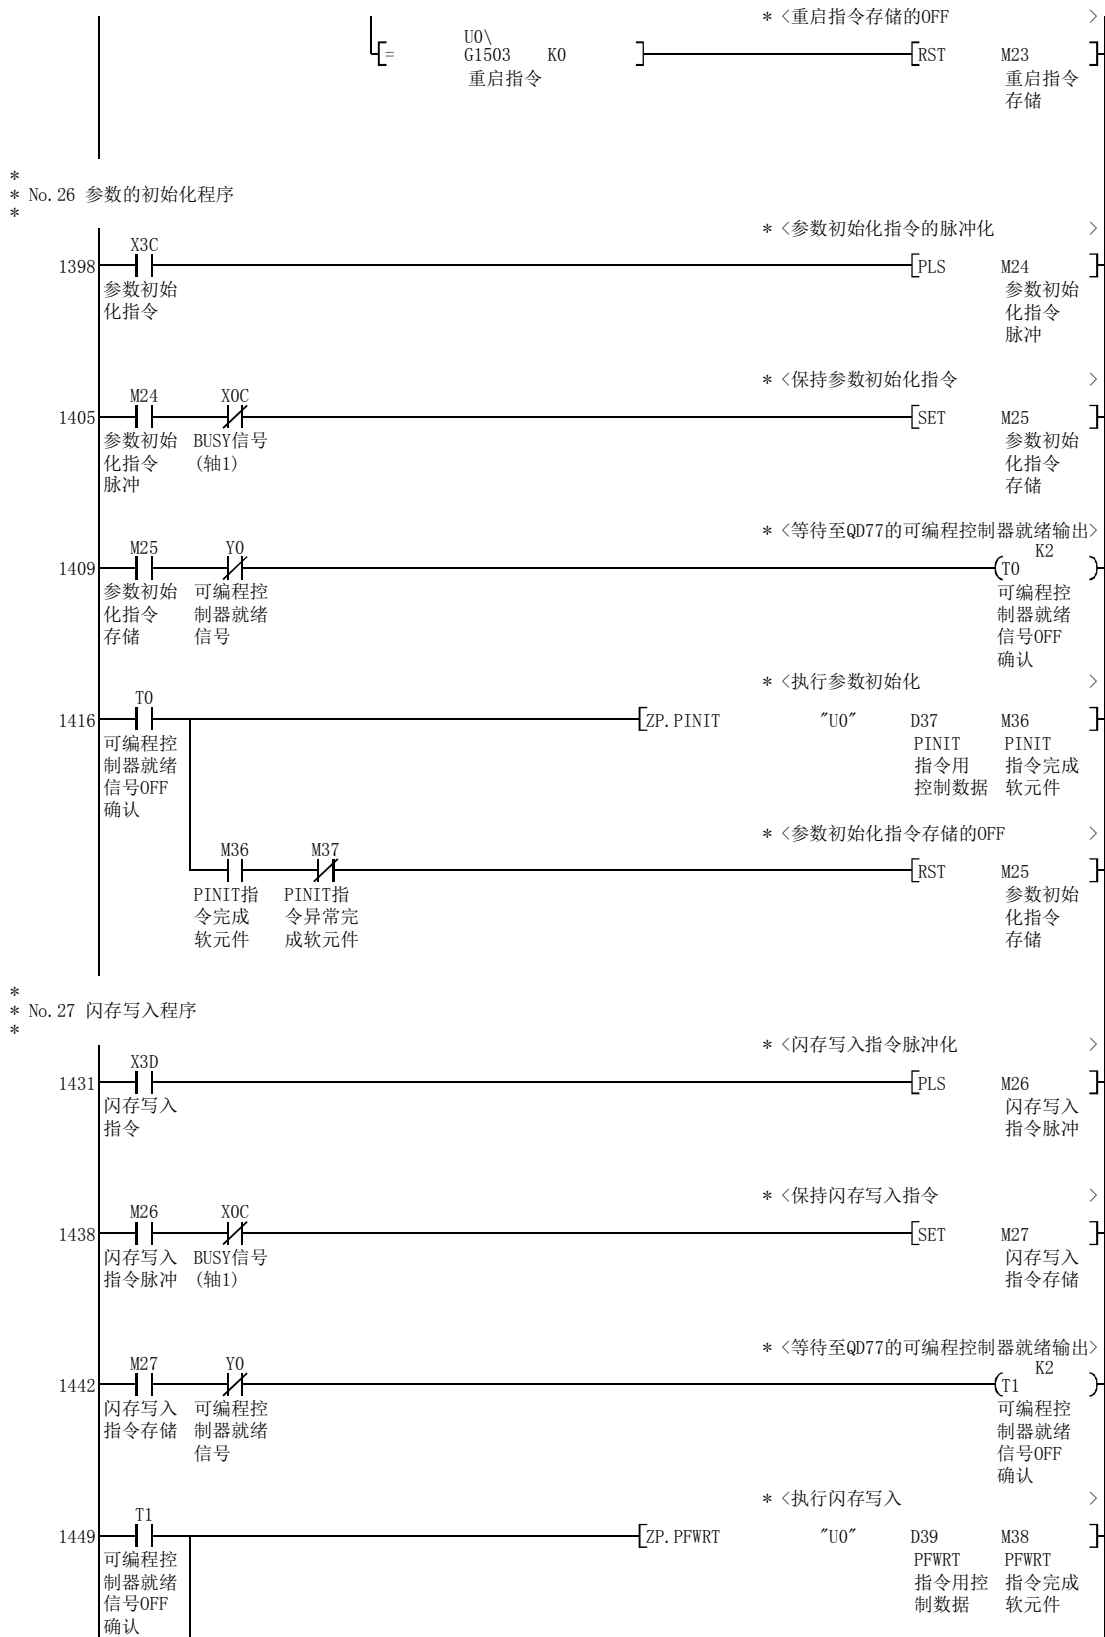 * <重启指令存储的OFF >
U0\
[= G1503 K0 ] [RST M23 ]
重启指令 重启指令
存储
*
* No.26 参数的初始化程序
*
* <参数初始化指令的脉冲化 >
X3C
1398 [PLS M24 ]
参数初始 参数初始
化指令 化指令
脉冲
* <保持参数初始化指令 >
M24 X0C
1405 [SET M25 ]
参数初始 BUSY信号 参数初始
化指令 (轴1) 化指令
脉冲 存储
* <等待至QD77的可编程控制器就绪输出>
M25 Y0 K2
1409 (T0 )
参数初始 可编程控 可编程控
化指令 制器就绪 制器就绪
存储 信号 信号OFF
确认
* <执行参数初始化 >
T0
1416 [ZP.PINIT "U0" D37 M36 ]
可编程控 PINIT PINIT
制器就绪 指令用 指令完成
信号OFF 控制数据 软元件
确认
* <参数初始化指令存储的OFF >
M36 M37
[RST M25 ]
PINIT指 PINIT指 参数初始
令完成 令异常完 化指令
软元件 成软元件 存储
*
* No.27 闪存写入程序
*
* <闪存写入指令脉冲化 >
X3D
1431 [PLS M26 ]
闪存写入 闪存写入
指令 指令脉冲
* <保持闪存写入指令 >
M26 X0C
1438 [SET M27 ]
闪存写入 BUSY信号 闪存写入
指令脉冲 (轴1) 指令存储
* <等待至QD77的可编程控制器就绪输出>
M27 Y0 K2
1442 (T1 )
闪存写入 可编程控 可编程控
指令存储 制器就绪 制器就绪
信号 信号OFF
确认
* <执行闪存写入 >
T1
1449 [ZP.PFWRT "U0" D39 M38 ]
可编程控 PFWRT PFWRT
制器就绪 指令用控 指令完成
信号OFF 制数据 软元件
确认